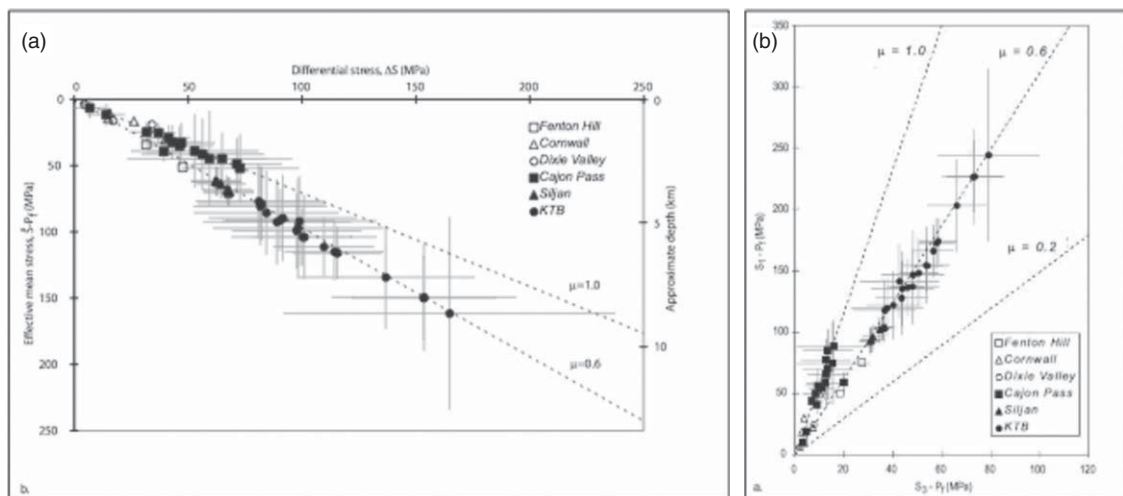 (a)
Differential stress, ΔS (MPa)
0 50 100 150 200 250
Effective mean stress, S̄-Pf (MPa)
0
50
100
150
200
250
Approximate depth (km)
0
5
10
Fenton Hill
Cornwall
Dixie Valley
Cajon Pass
Siljan
KTB
μ=1.0
μ=0.6
b.
(b)
S₁ - Pf (MPa)
350
300
250
200
150
100
50
0
μ = 1.0
μ = 0.6
μ = 0.2
Fenton Hill
Cornwall
Dixie Valley
Cajon Pass
Siljan
KTB
0 20 40 60 80 100 120
S₃ - Pf (MPa)
a.